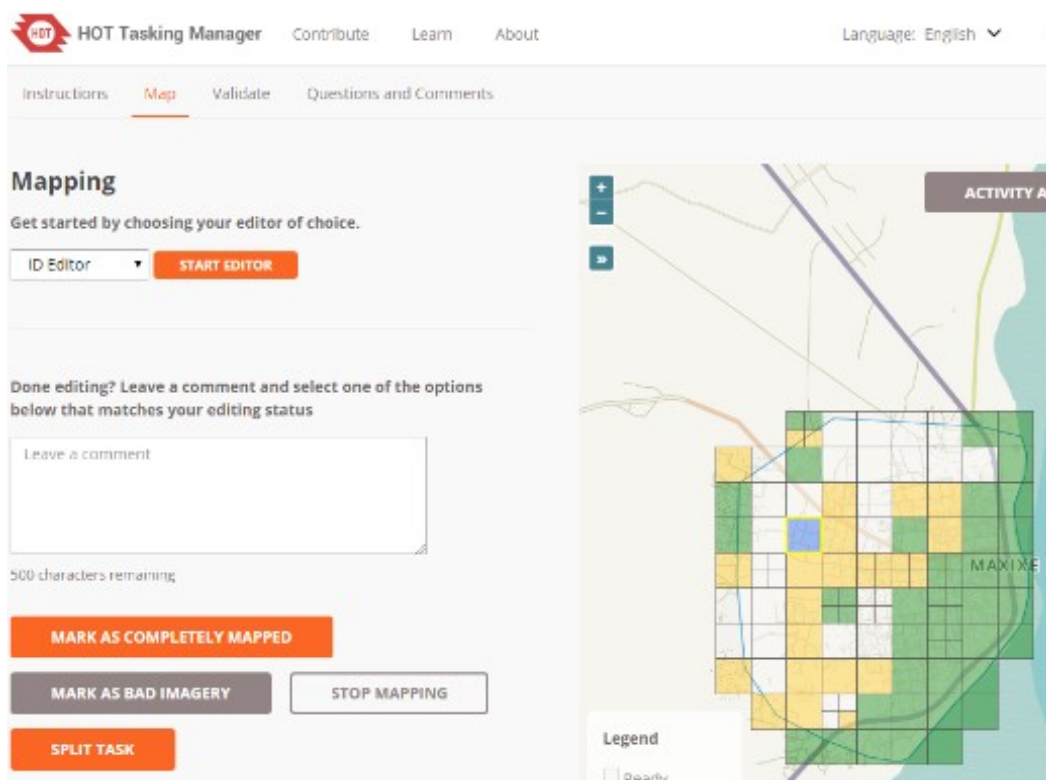 HOT HOT Tasking Manager Contribute Learn About Language: English
Instructions Map Validate Questions and Comments
Mapping
Get started by choosing your editor of choice.
ID Editor START EDITOR
Done editing? Leave a comment and select one of the options
below that matches your editing status
Leave a comment
500 characters remaining
MARK AS COMPLETELY MAPPED
MARK AS BAD IMAGERY STOP MAPPING
SPLIT TASK
+
-
»
ACTIVITY A
MAXIXE
Legend
Ready